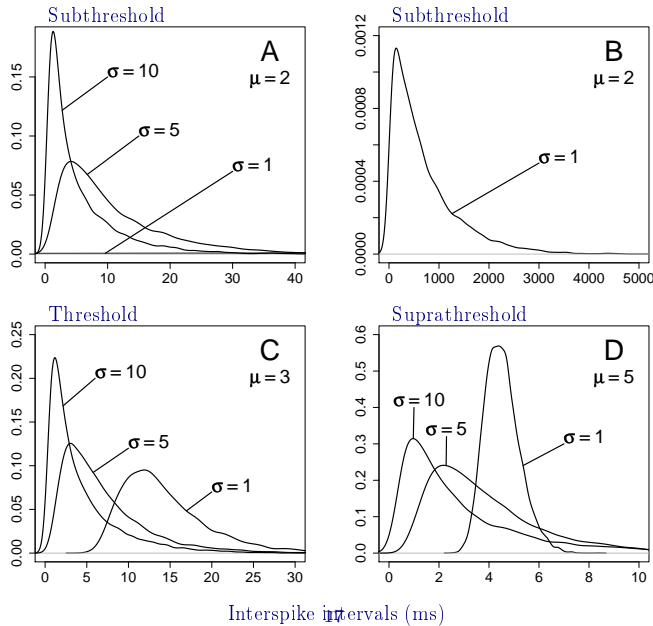 Subthreshold
A
μ = 2
σ = 10
σ = 5
σ = 1
0.00 0.05 0.10 0.15
0 10 20 30 40
Subthreshold
B
μ = 2
σ = 1
0.0000 0.0004 0.0008 0.0012
0 1000 2000 3000 4000 5000
Threshold
C
μ = 3
σ = 10
σ = 5
σ = 1
0.00 0.05 0.10 0.15 0.20 0.25
0 5 10 15 20 25 30
Suprathreshold
D
μ = 5
σ = 10
σ = 5
σ = 1
0.0 0.1 0.2 0.3 0.4 0.5 0.6
0 2 4 6 8 10
Interspike intervals (ms)
17